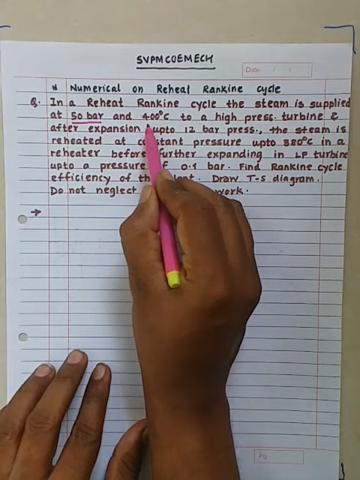 SVPMCOEMECH
Date: / /
* Numerical on Reheal Rankine cycle
Q. In a Reheat Rankine cycle the steam is supplied
at 50 bar and 400°C to a high press. turbine &
after expansion upto 12 bar press., the steam is
reheated at constant pressure upto 380°C in a
reheater before further expanding in LP turbine
upto a pressure 0.1 bar. Find Rankine cycle
efficiency of the plant. Draw T-S diagram.
Do not neglect work.
→
PG